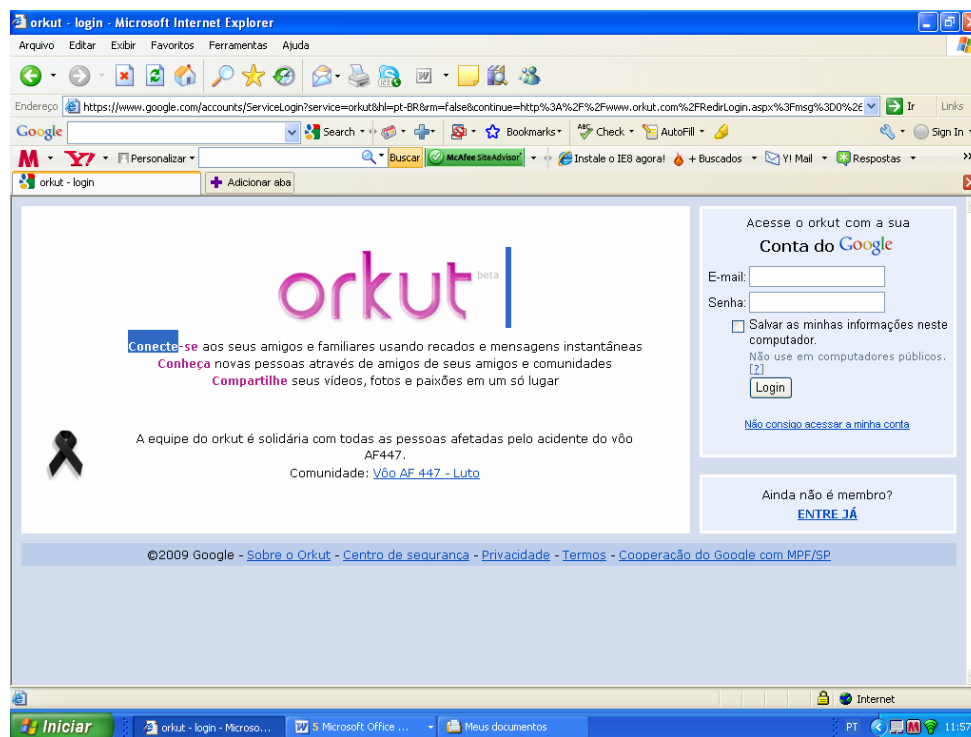 orkut - login - Microsoft Internet Explorer
Arquivo Editar Exibir Favoritos Ferramentas Ajuda
Endereço https://www.google.com/accounts/ServiceLogin?service=orkut&hl=pt-BR&rm=false&continue=http%3A%2F%2Fwww.orkut.com%2FRedirLogin.aspx%3Fmsg%3D0%26 Ir Links
Google Search Bookmarks ABC Check AutoFill Sign In
M Y! Personalizar Buscar McAfee SiteAdvisor Instale o IE8 agora! + Buscados Y! Mail Respostas
orkut - login Adicionar aba
orkut beta
Conecte-se aos seus amigos e familiares usando recados e mensagens instantâneas
Conheça novas pessoas através de amigos de seus amigos e comunidades
Compartilhe seus vídeos, fotos e paixões em um só lugar
A equipe do orkut é solidária com todas as pessoas afetadas pelo acidente do vôo
AF447.
Comunidade: Vôo AF 447 - Luto
Acesse o orkut com a sua
Conta do Google
E-mail:
Senha:
Salvar as minhas informações neste
computador.
Não use em computadores públicos.
[?]
Login
Não consigo acessar a minha conta
Ainda não é membro?
ENTRE JÁ
©2009 Google - Sobre o Orkut - Centro de segurança - Privacidade - Termos - Cooperação do Google com MPF/SP
Internet
Iniciar orkut - login - Microso... 5 Microsoft Office ... Meus documentos PT 11:57